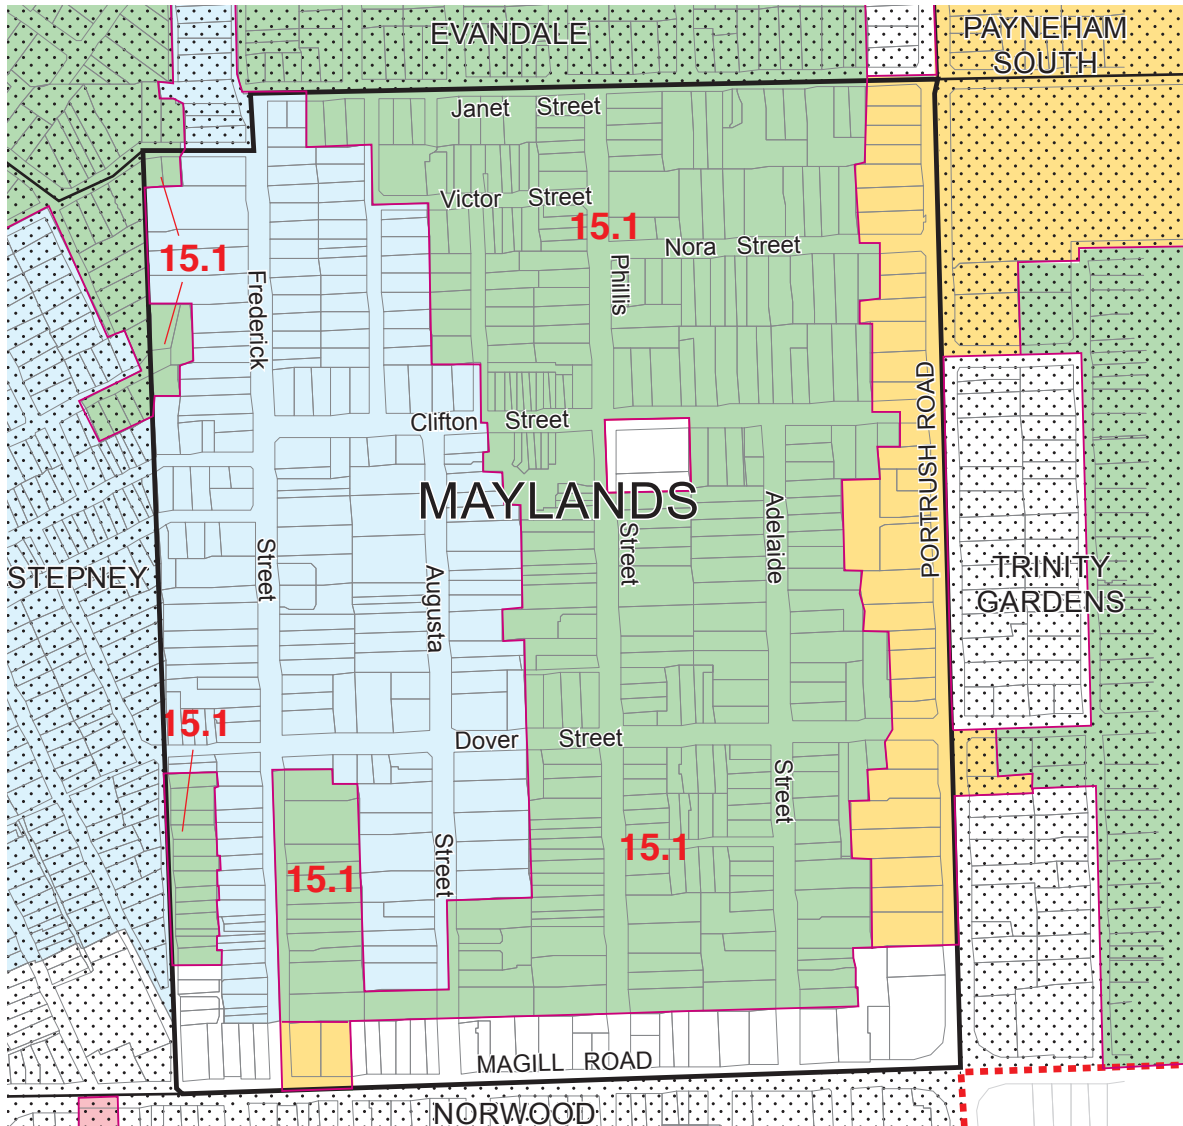 EVANDALE
PAYNEHAM
SOUTH
Janet Street
Victor Street
15.1
Nora Street
15.1
Frederick
Phillis
PORTRUSH ROAD
Clifton Street
MAYLANDS
Street
Augusta
Street
Adelaide
STEPNEY
TRINITY
GARDENS
15.1
Dover Street
Street
15.1
15.1
Street
MAGILL ROAD
NORWOOD